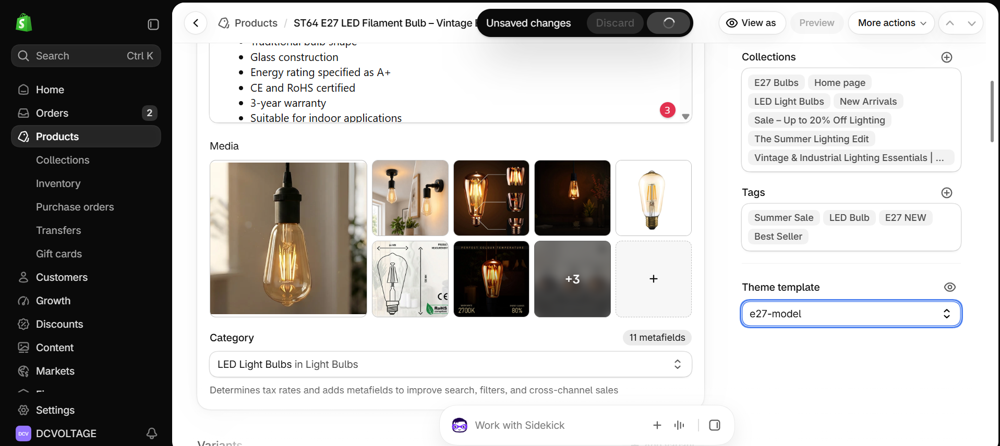 Search Ctrl K
Home
Orders 2
Products
Collections
Inventory
Purchase orders
Transfers
Gift cards
Customers
Growth
Discounts
Content
Markets
Settings
DCV DCVOLTAGE
Products / ST64 E27 LED Filament Bulb – Vintage
Unsaved changes Discard
View as Preview More actions
Traditional bulb shape
Glass construction
Energy rating specified as A+
CE and RoHS certified
3-year warranty
Suitable for indoor applications
3
Media
64 MM
PRODUCT
MEASUREMENT
CE
RoHS
compliant
PERFECT COLOUR TEMPERATURE
2700K
80%
+3
Category 11 metafields
LED Light Bulbs in Light Bulbs
Determines tax rates and adds metafields to improve search, filters, and cross-channel sales
Variants
Work with Sidekick
Collections
E27 Bulbs Home page
LED Light Bulbs New Arrivals
Sale – Up to 20% Off Lighting
The Summer Lighting Edit
Vintage & Industrial Lighting Essentials | ...
Tags
Summer Sale LED Bulb E27 NEW
Best Seller
Theme template
e27-model